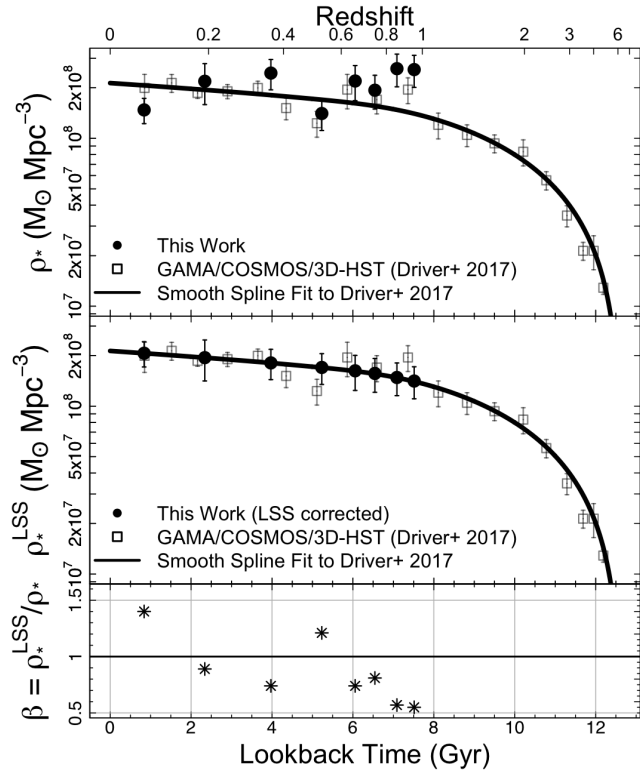 Redshift
0 0.2 0.4 0.6 0.8 1 2 3 4 6
ρ* (M⊙ Mpc⁻³)
2x10⁸
10⁸
5x10⁷
2x10⁷
10⁷
This Work
GAMA/COSMOS/3D-HST (Driver+ 2017)
Smooth Spline Fit to Driver+ 2017
ρ*^LSS (M⊙ Mpc⁻³)
2x10⁸
10⁸
5x10⁷
2x10⁷
10⁷
This Work (LSS corrected)
GAMA/COSMOS/3D-HST (Driver+ 2017)
Smooth Spline Fit to Driver+ 2017
β = ρ*^LSS/ρ*
1.5
1
0.5
0 2 4 6 8 10 12
Lookback Time (Gyr)